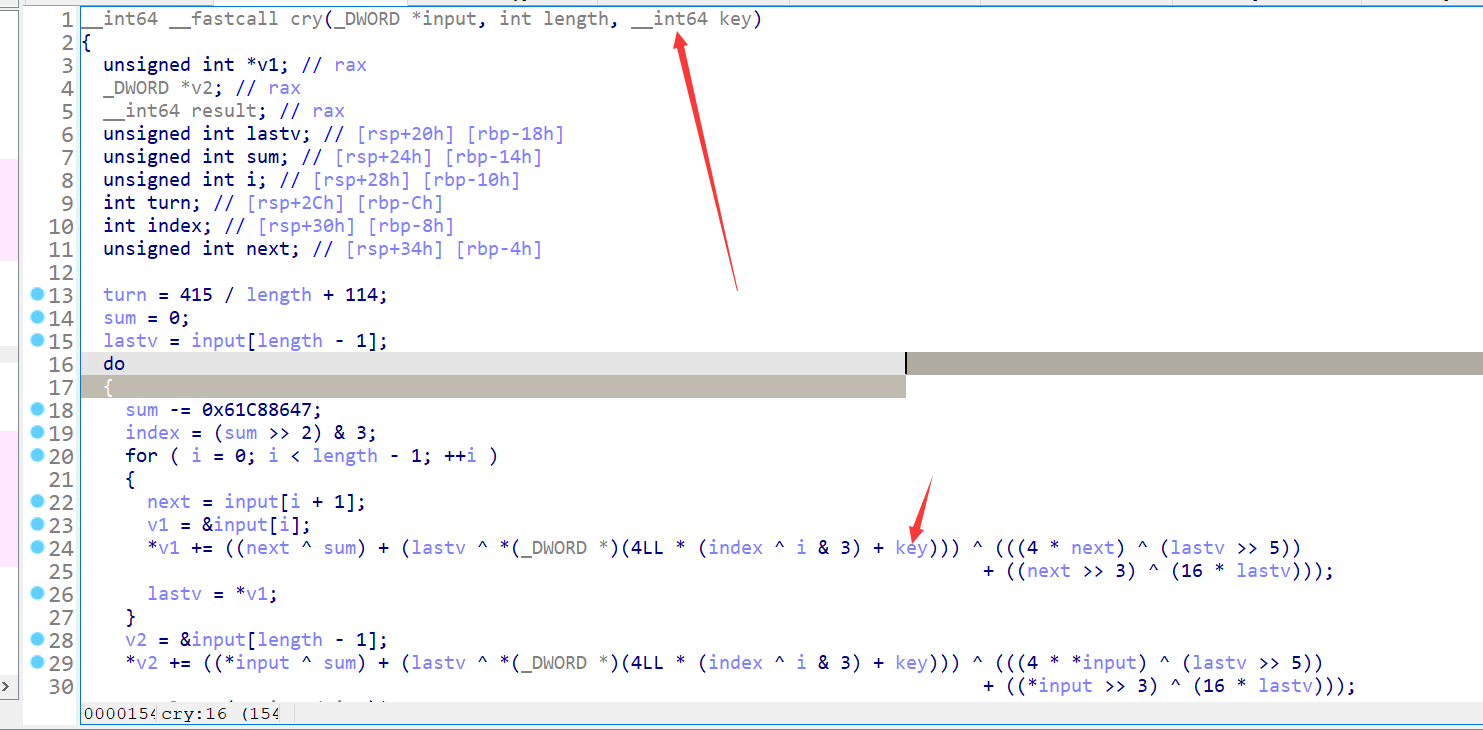 1 __int64 __fastcall cry(_DWORD *input, int length, __int64 key)
2 {
3 unsigned int *v1; // rax
4 _DWORD *v2; // rax
5 __int64 result; // rax
6 unsigned int lastv; // [rsp+20h] [rbp-18h]
7 unsigned int sum; // [rsp+24h] [rbp-14h]
8 unsigned int i; // [rsp+28h] [rbp-10h]
9 int turn; // [rsp+2Ch] [rbp-Ch]
10 int index; // [rsp+30h] [rbp-8h]
11 unsigned int next; // [rsp+34h] [rbp-4h]
12
13 turn = 415 / length + 114;
14 sum = 0;
15 lastv = input[length - 1];
16 do
17 {
18 sum -= 0x61C88647;
19 index = (sum >> 2) & 3;
20 for ( i = 0; i < length - 1; ++i )
21 {
22 next = input[i + 1];
23 v1 = &input[i];
24 *v1 += ((next ^ sum) + (lastv ^ *(_DWORD *)(4LL * (index ^ i & 3) + key))) ^ (((4 * next) ^ (lastv >> 5))
25 + ((next >> 3) ^ (16 * lastv)));
26 lastv = *v1;
27 }
28 v2 = &input[length - 1];
29 *v2 += ((*input ^ sum) + (lastv ^ *(_DWORD *)(4LL * (index ^ i & 3) + key))) ^ (((4 * *input) ^ (lastv >> 5))
30 + ((*input >> 3) ^ (16 * lastv)));
0000154 cry:16 (154